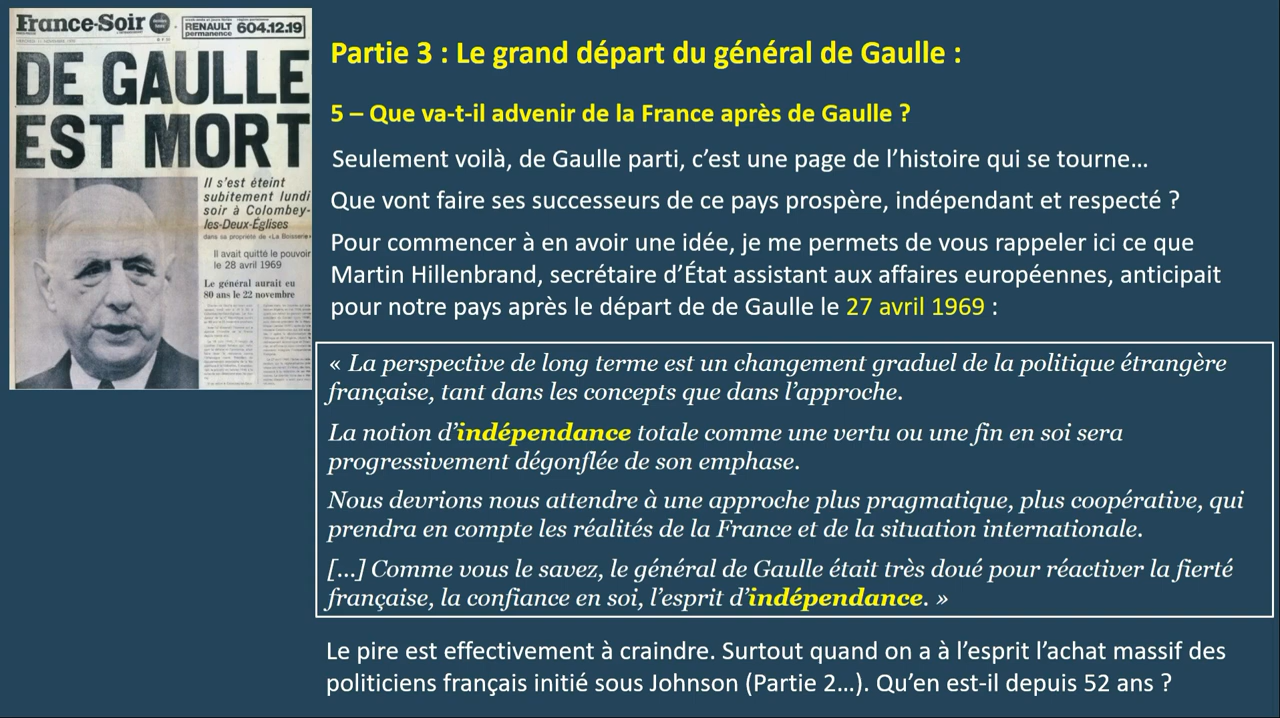 France-Soir
RENAULT 604.12.19
permanence
DE GAULLE
EST MORT
Il s'est éteint
subitement lundi
soir à Colombey-
les-Deux-Églises
dans sa propriété de «La Boisserie»
Il avait quitté le pouvoir
le 28 avril 1969
Le général aurait eu
80 ans le 22 novembre
Partie 3 : Le grand départ du général de Gaulle :
5 – Que va-t-il advenir de la France après de Gaulle ?
Seulement voilà, de Gaulle parti, c’est une page de l’histoire qui se tourne…
Que vont faire ses successeurs de ce pays prospère, indépendant et respecté ?
Pour commencer à en avoir une idée, je me permets de vous rappeler ici ce que
Martin Hillenbrand, secrétaire d’État assistant aux affaires européennes, anticipait
pour notre pays après le départ de de Gaulle le 27 avril 1969 :
« La perspective de long terme est un changement graduel de la politique étrangère
française, tant dans les concepts que dans l’approche.
La notion d’indépendance totale comme une vertu ou une fin en soi sera
progressivement dégonflée de son emphase.
Nous devrions nous attendre à une approche plus pragmatique, plus coopérative, qui
prendra en compte les réalités de la France et de la situation internationale.
[…] Comme vous le savez, le général de Gaulle était très doué pour réactiver la fierté
française, la confiance en soi, l’esprit d’indépendance. »
Le pire est effectivement à craindre. Surtout quand on a à l’esprit l’achat massif des
politiciens français initié sous Johnson (Partie 2…). Qu’en est-il depuis 52 ans ?